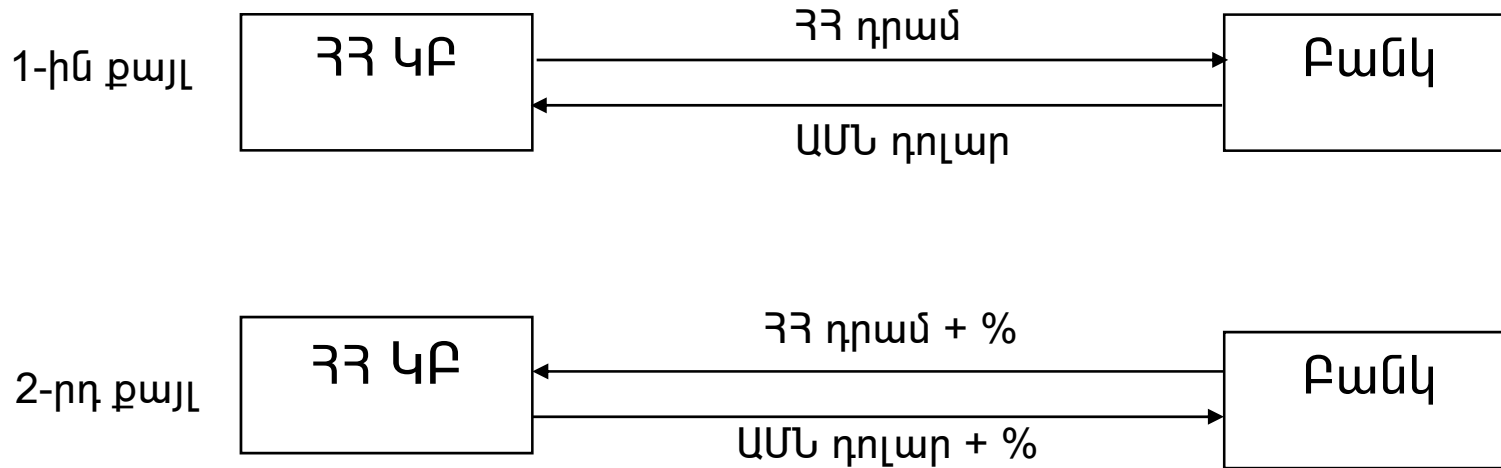 1-ին քայլ
ՀՀ ԿԲ
ՀՀ դրամ
ԱՄՆ դոլար
Բանկ
2-րդ քայլ
ՀՀ ԿԲ
ՀՀ դրամ + %
ԱՄՆ դոլար + %
Բանկ